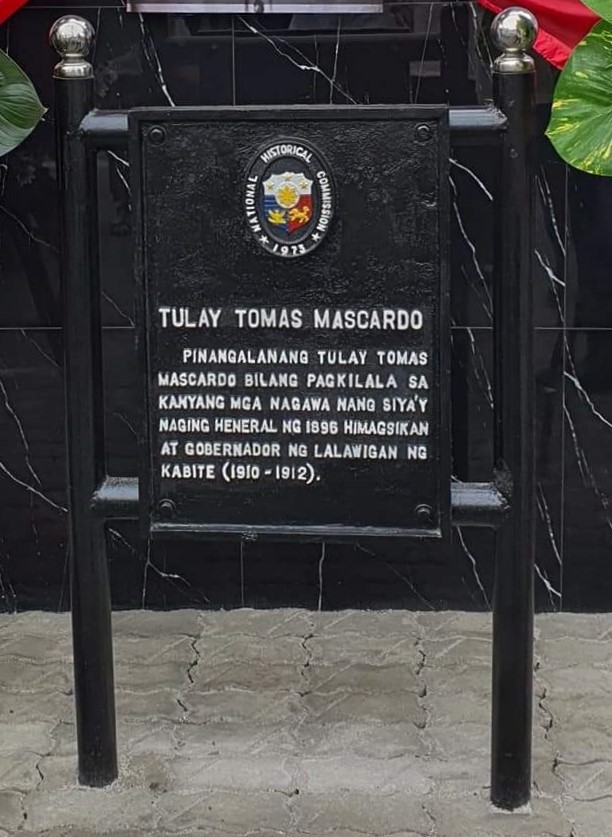 NATIONAL HISTORICAL COMMISSION
★ 1973 ★
TULAY TOMAS MASCARDO
PINANGALANANG TULAY TOMAS
MASCARDO BILANG PAGKILALA SA
KANYANG MGA NAGAWA NANG SIYA'Y
NAGING HENERAL NG 1896 HIMAGSIKAN
AT GOBERNADOR NG LALAWIGAN NG
KABITE (1910-1912).